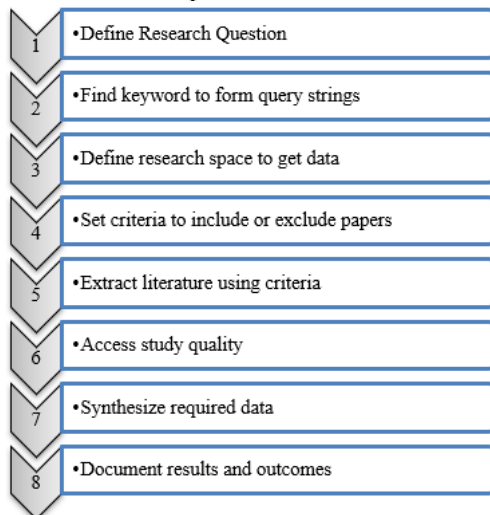 1
•Define Research Question
2
•Find keyword to form query strings
3
•Define research space to get data
4
•Set criteria to include or exclude papers
5
•Extract literature using criteria
6
•Access study quality
7
•Synthesize required data
8
•Document results and outcomes